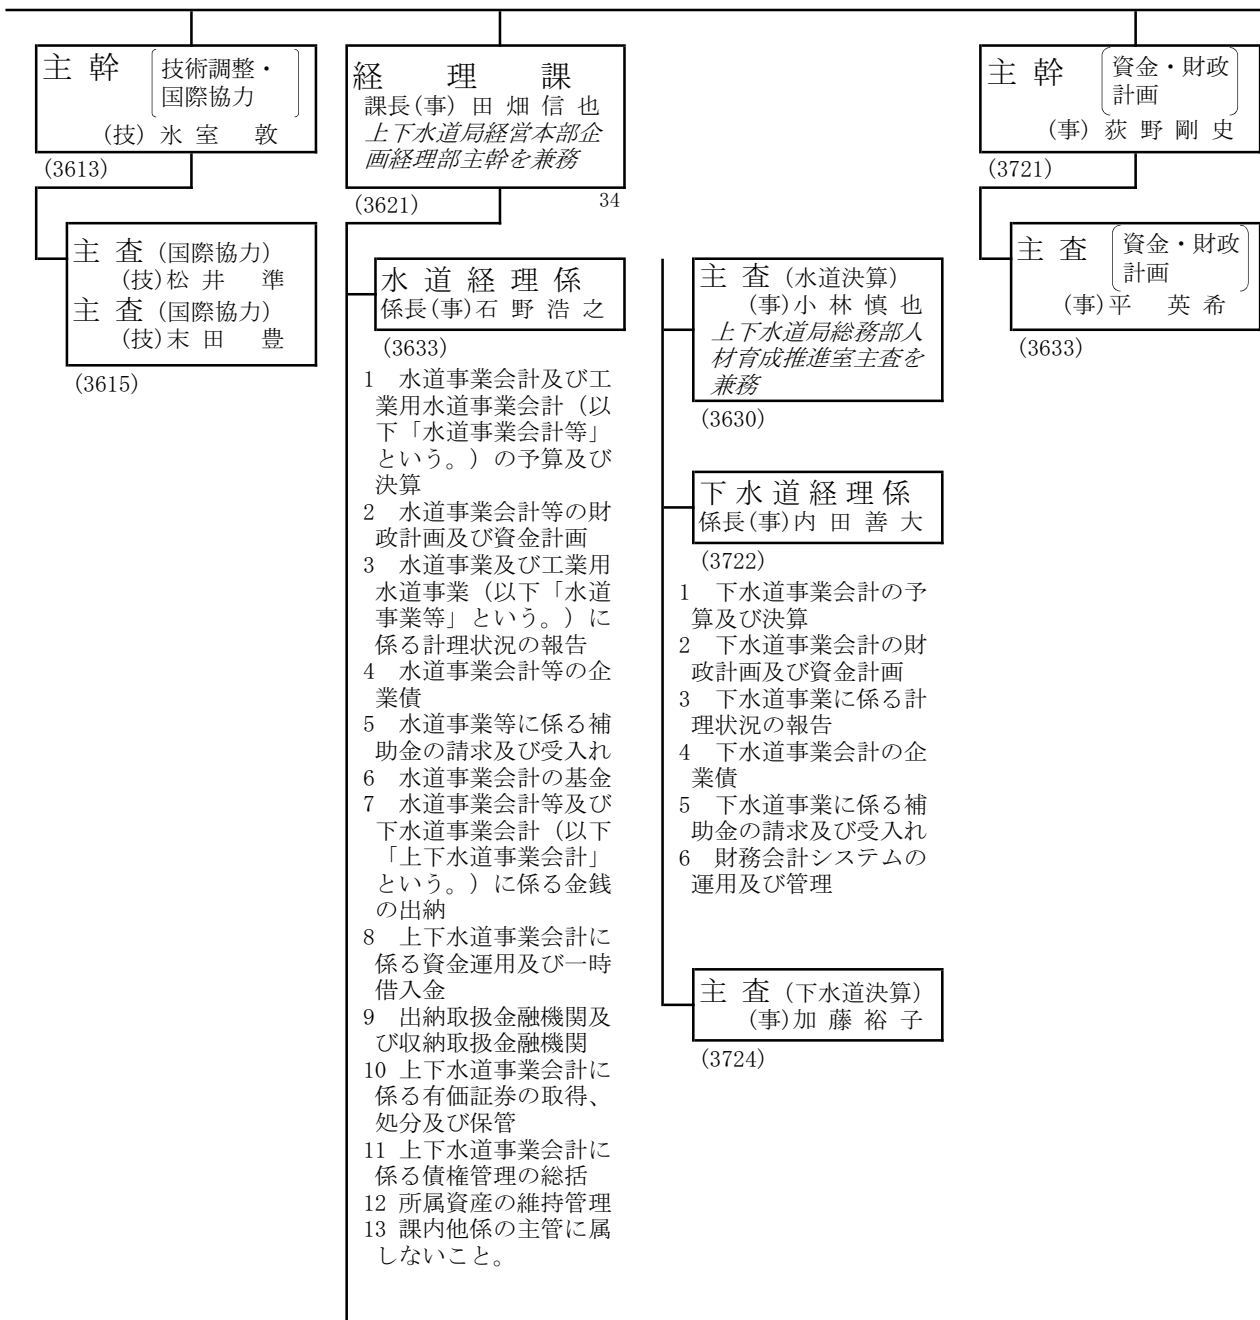 主 幹 技術調整・
国際協力
(技) 氷 室 敦
(3613)
主 査 (国際協力)
(技)松 井 準
主 査 (国際協力)
(技)末 田 豊
(3615)
経 理 課
課長(事) 田 畑 信 也
上下水道局経営本部企
画経理部主幹を兼務
(3621) 34
水 道 経 理 係
係長(事)石 野 浩 之
(3633)
1 水道事業会計及び工
業用水道事業会計(以
下「水道事業会計等」
という。)の予算及び
決算
2 水道事業会計等の財
政計画及び資金計画
3 水道事業及び工業用
水道事業(以下「水道
事業等」という。)に
係る計理状況の報告
4 水道事業会計等の企
業債
5 水道事業等に係る補
助金の請求及び受入れ
6 水道事業会計の基金
7 水道事業会計等及び
下水道事業会計(以下
「上下水道事業会計」
という。)に係る金銭
の出納
8 上下水道事業会計に
係る資金運用及び一時
借入金
9 出納取扱金融機関及
び収納取扱金融機関
10 上下水道事業会計に
係る有価証券の取得、
処分及び保管
11 上下水道事業会計に
係る債権管理の総括
12 所属資産の維持管理
13 課内他係の主管に属
しないこと。
主 査 (水道決算)
(事)小 林 慎 也
上下水道局総務部人
材育成推進室主査を
兼務
(3630)
下 水 道 経 理 係
係長(事)内 田 善 大
(3722)
1 下水道事業会計の予
算及び決算
2 下水道事業会計の財
政計画及び資金計画
3 下水道事業に係る計
理状況の報告
4 下水道事業会計の企
業債
5 下水道事業に係る補
助金の請求及び受入れ
6 財務会計システムの
運用及び管理
主 査 (下水道決算)
(事)加 藤 裕 子
(3724)
主 幹 資金・財政
計画
(事) 荻 野 剛 史
(3721)
主 査 資金・財政
計画
(事)平 英 希
(3633)